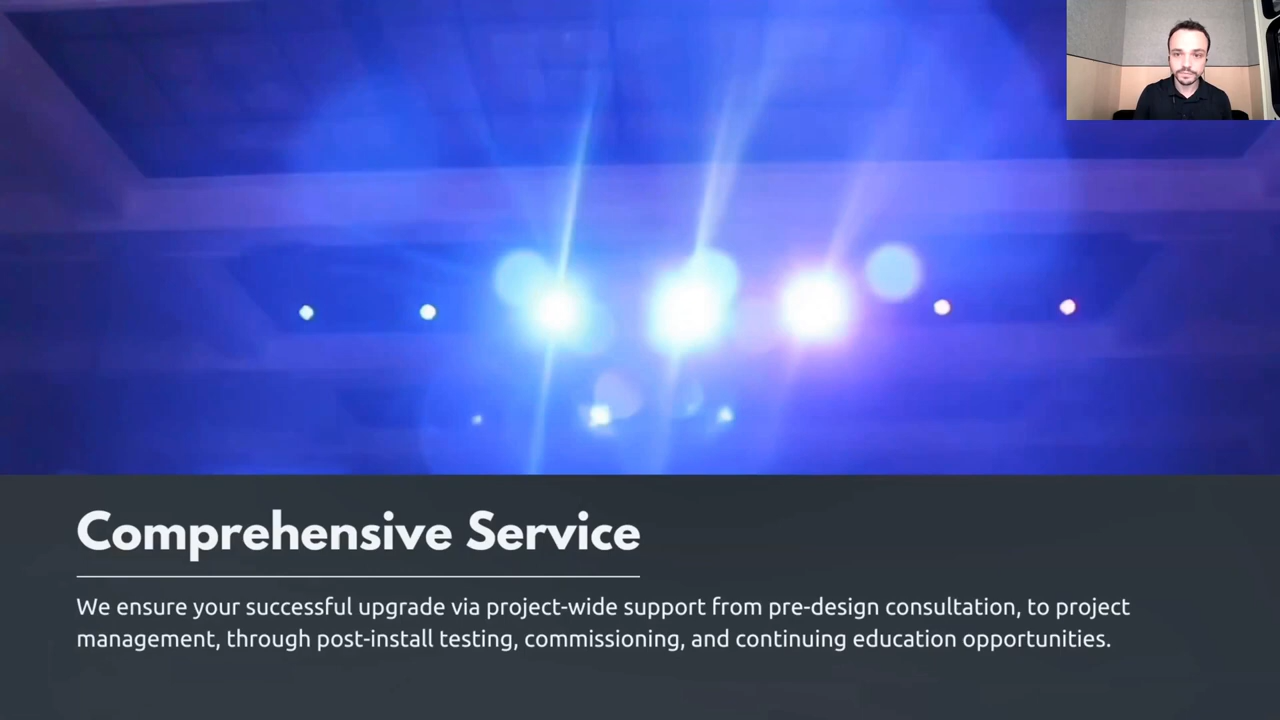 Comprehensive Service
We ensure your successful upgrade via project-wide support from pre-design consultation, to project
management, through post-install testing, commissioning, and continuing education opportunities.